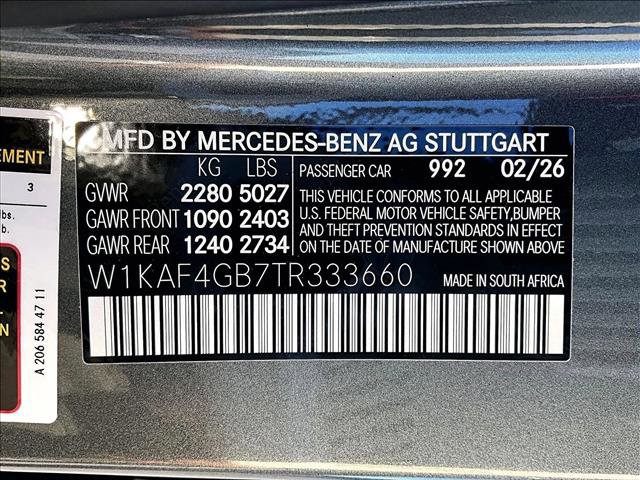 MFD BY MERCEDES-BENZ AG STUTTGART
KG LBS
GVWR 2280 5027
GAWR FRONT 1090 2403
GAWR REAR 1240 2734
PASSENGER CAR 992 02/26
THIS VEHICLE CONFORMS TO ALL APPLICABLE
U.S. FEDERAL MOTOR VEHICLE SAFETY,BUMPER
AND THEFT PREVENTION STANDARDS IN EFFECT
ON THE DATE OF MANUFACTURE SHOWN ABOVE.
W1KAF4GB7TR333660
MADE IN SOUTH AFRICA
EMENT
3
lbs.
b.
S
R
ON
A 206 584 47 11